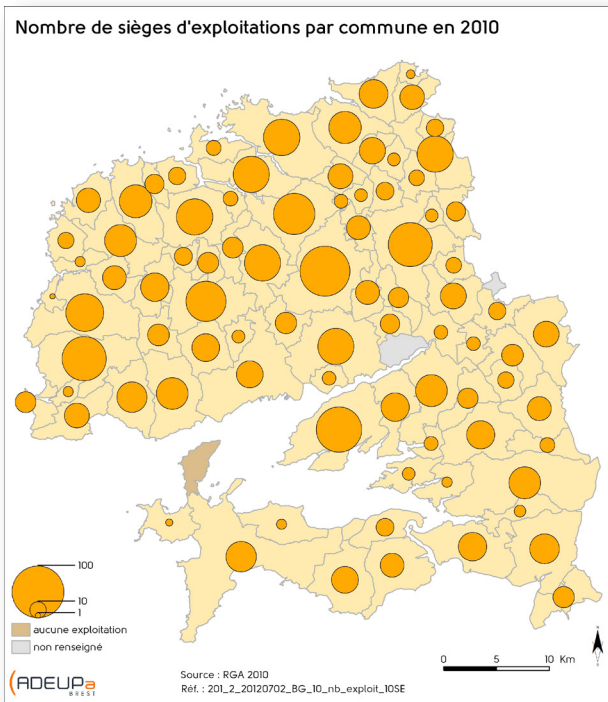 Nombre de sièges d'exploitations par commune en 2010
100
10
1
aucune exploitation
non renseigné
Source : RGA 2010
Réf. : 201_2_20120702_BG_10_nb_exploit_10SE
0 5 10 Km
N
ADEUPa
BREST